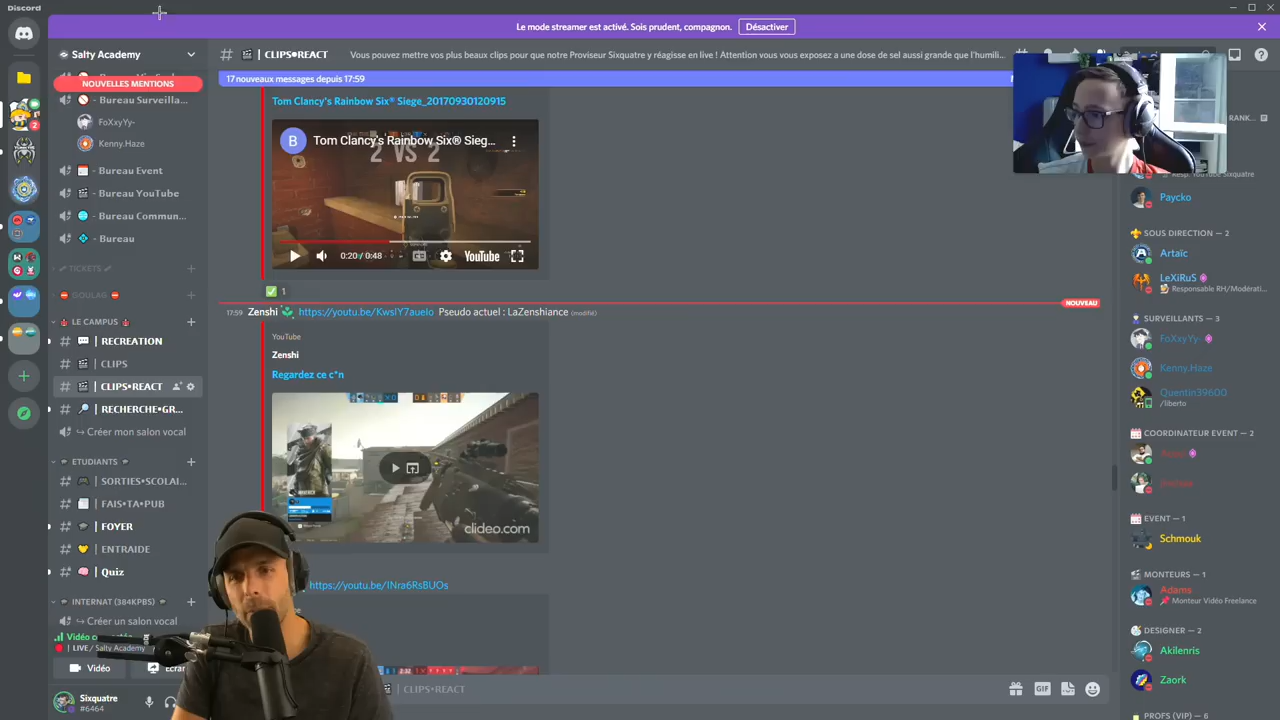 Discord
Le mode streamer est activé. Sois prudent, compagnon.
Désactiver
Salty Academy
NOUVELLES MENTIONS
- Bureau Surveilla...
FoXxyYy-
Kenny.Haze
- Bureau Event
- Bureau YouTube
- Bureau Commun...
- Bureau
TICKETS
GOULAG
LE CAMPUS
| RECREATION
| CLIPS
| CLIPS•REACT
| RECHERCHE•GR...
Créer mon salon vocal
ETUDIANTS
| SORTIES•SCOLAI...
| FAIS•TA•PUB
| FOYER
| ENTRAIDE
| Quiz
INTERNAT (384KPBS)
Créer un salon vocal
LIVE / Salty Academy
Vidéo
Sixquatre
#6464
# | CLIPS•REACT
Vous pouvez mettre vos plus beaux clips pour que notre Proviseur Sixquatre y réagisse en live ! Attention vous vous exposez a une dose de sel aussi grande que l'humili...
17 nouveaux messages depuis 17:59
Tom Clancy's Rainbow Six® Siege_20170930120915
B
Tom Clancy's Rainbow Six® Sieg...
2 VS 2
0:20 / 0:48
YouTube
1
NOUVEAU
17:59 Zenshi https://youtu.be/KwsIY7aueIo Pseudo actuel : LaZenshiance (modifié)
YouTube
Zenshi
Regardez ce c*n
clideo.com
https://youtu.be/INra6RsBUOs
2:32
| CLIPS•REACT
GIF
Paycko
SOUS DIRECTION — 2
Artaïc
LeXiRuS
Responsable RH/Modérati...
SURVEILLANTS — 3
FoXxyYy-
Kenny.Haze
Quentin39600
/liberto
COORDINATEUR EVENT — 2
EVENT — 1
Schmouk
MONTEURS — 1
Adams
Monteur Vidéo Freelance
DESIGNER — 2
Akilenris
Zaork
PROFS (VIP) — 6